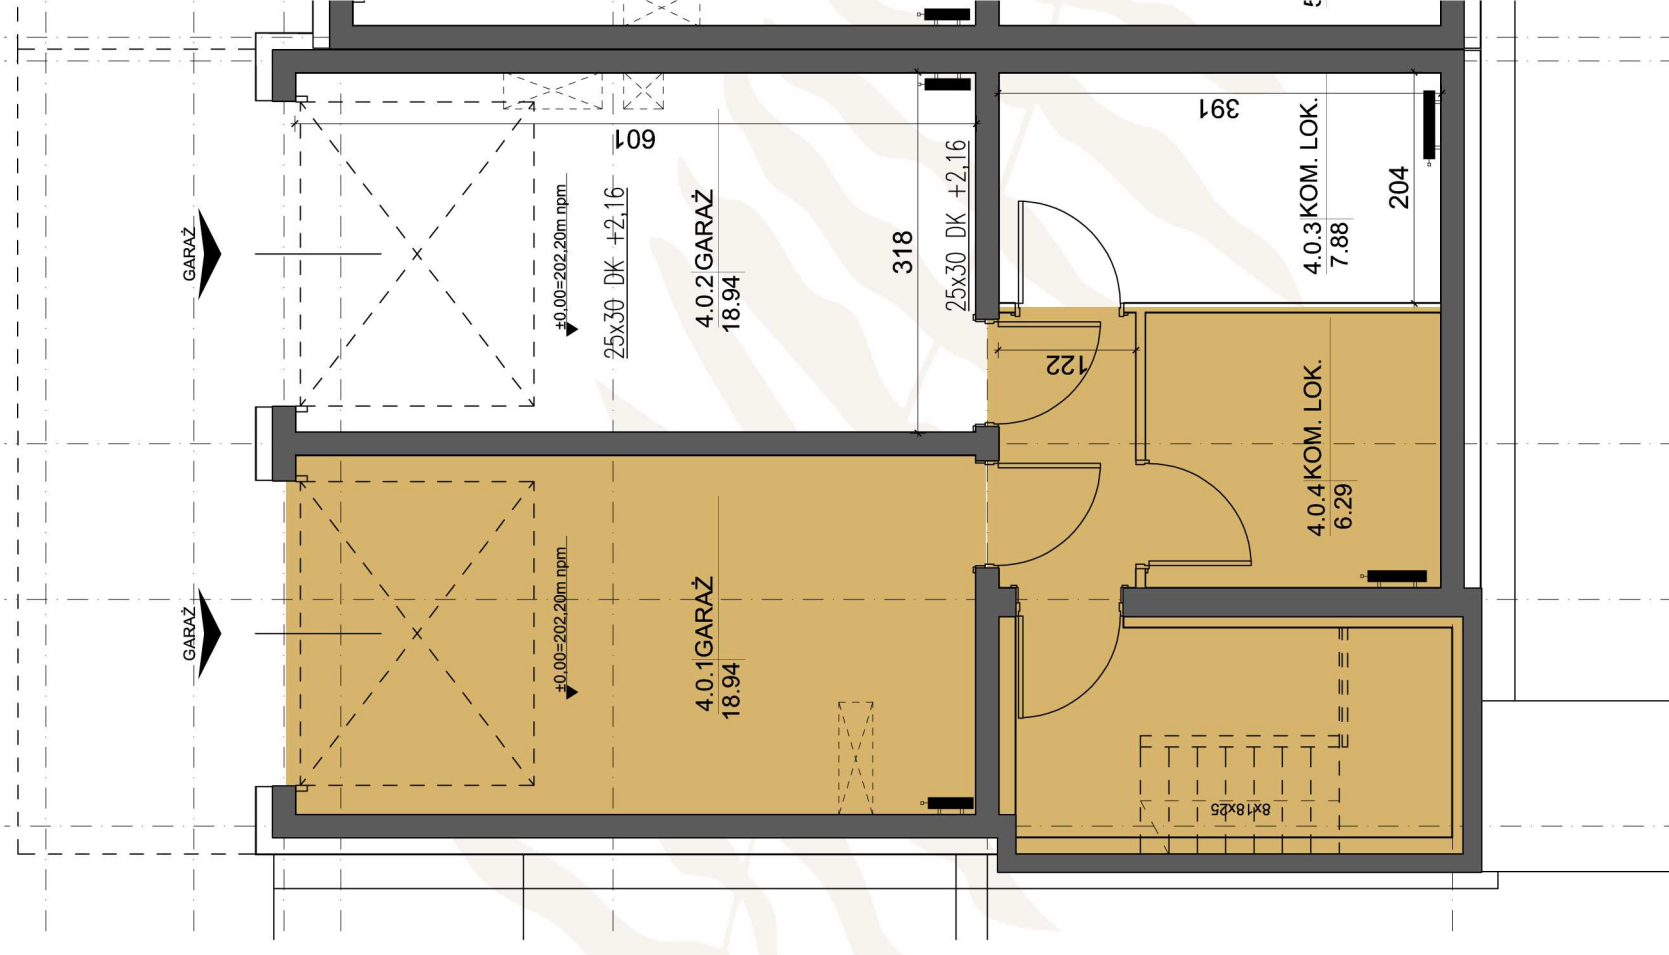 GARAŻ
601
±0,00=202,20m npm
25x30 DK +2,16
4.0.2 GARAŻ
18.94
318
25x30 DK +2,16
391
4.0.3 KOM. LOK.
7.88
204
122
4.0.4 KOM. LOK.
6.29
GARAŻ
±0,00=202,20m npm
4.0.1 GARAŻ
18.94
8x18x25